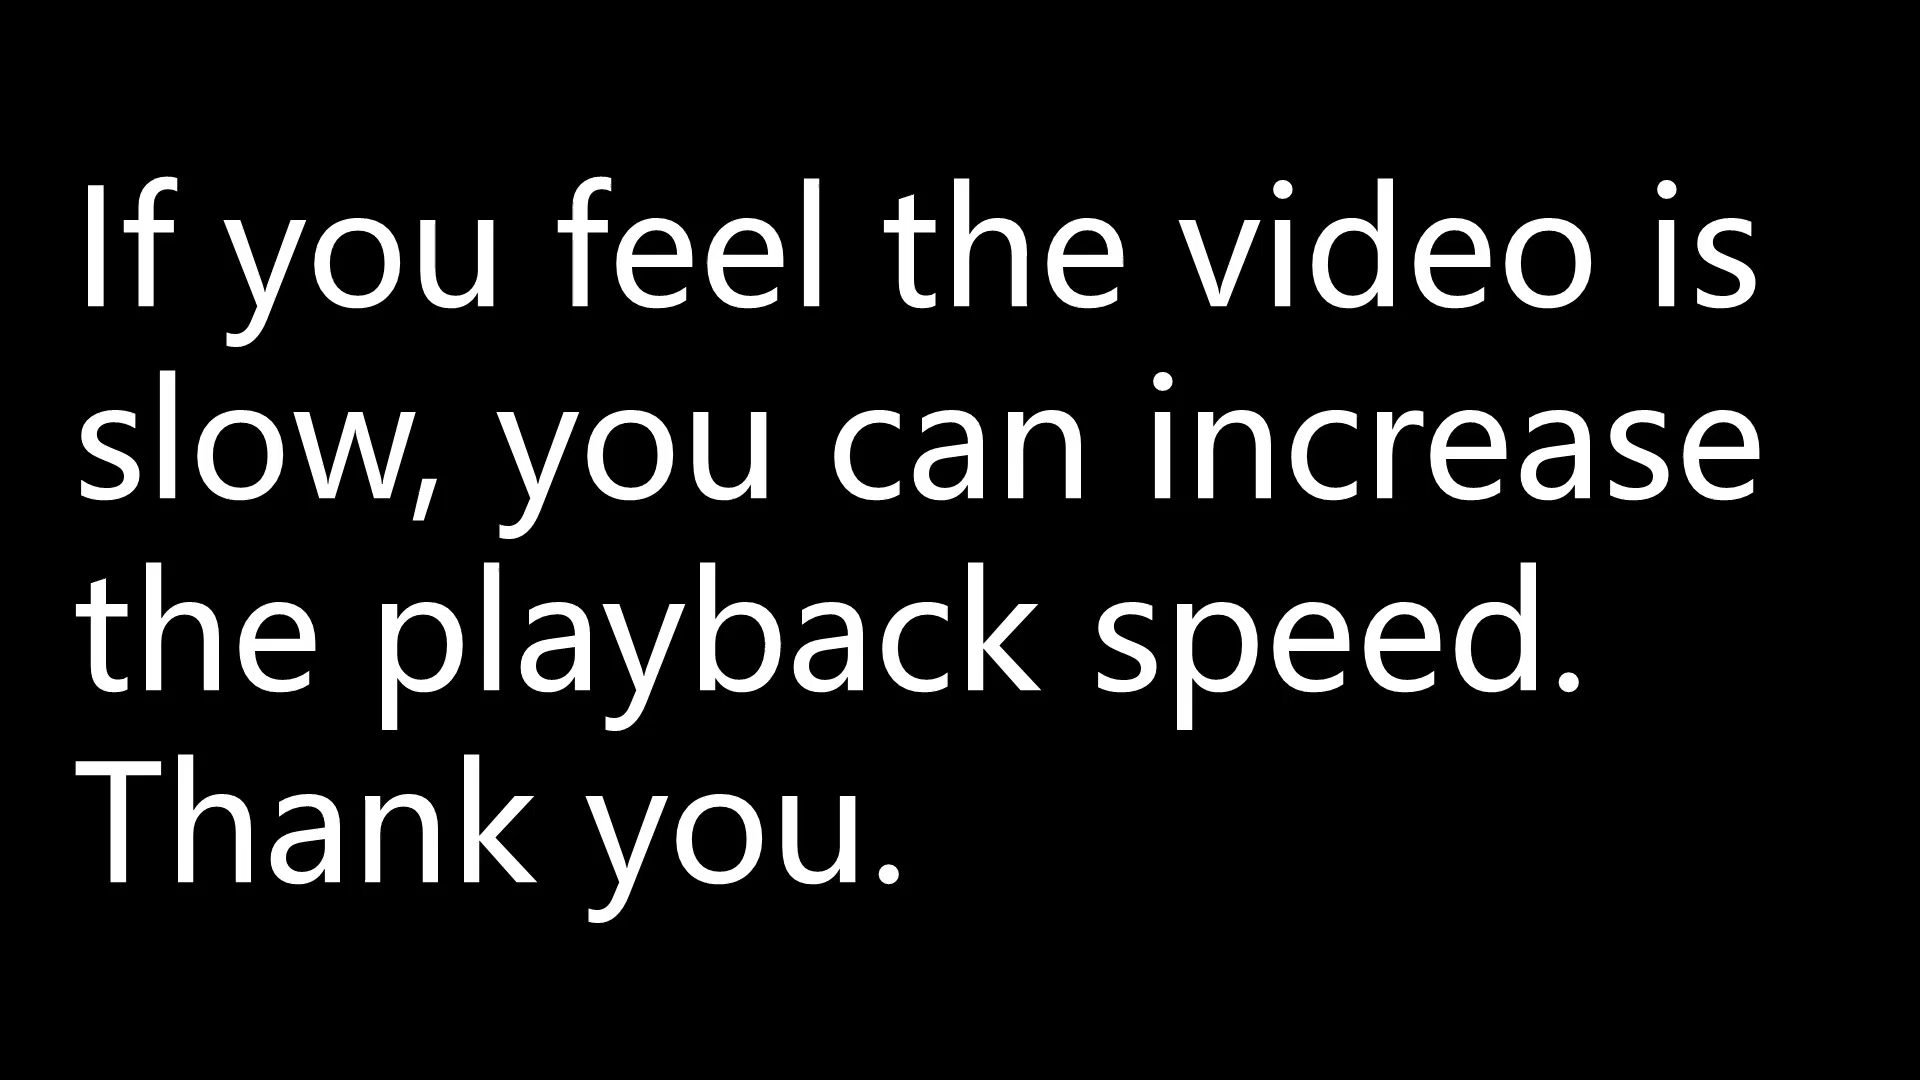 If you feel the video is
slow, you can increase
the playback speed.
Thank you.